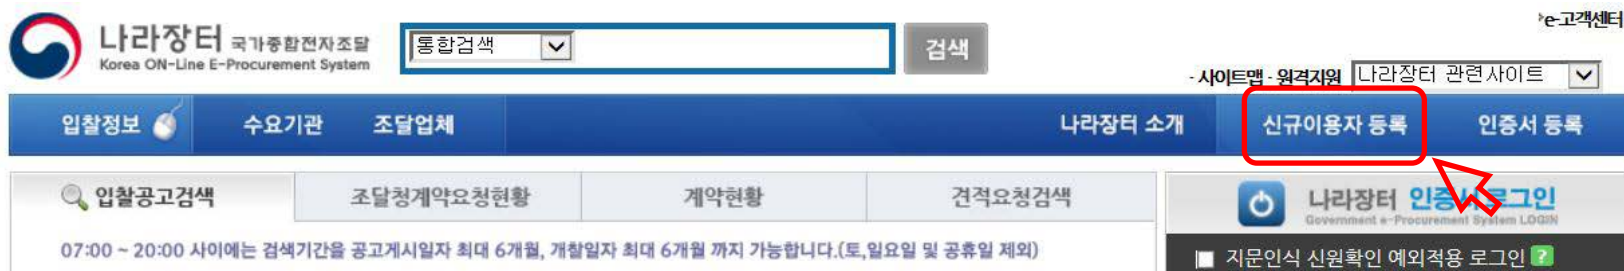 ›e-고객센터
나라장터 국가종합전자조달
Korea ON-Line E-Procurement System
통합검색
검색
- 사이트맵 - 원격지원 나라장터 관련사이트
입찰정보 수요기관 조달업체 나라장터 소개 신규이용자 등록 인증서 등록
입찰공고검색 조달청계약요청현황 계약현황 견적요청검색
나라장터 인증서 로그인
Government e-Procurement System LOGIN
07:00 ~ 20:00 사이에는 검색기간을 공고게시일자 최대 6개월, 개찰일자 최대 6개월 까지 가능합니다.(토,일요일 및 공휴일 제외)
지문인식 신원확인 예외적용 로그인 ?